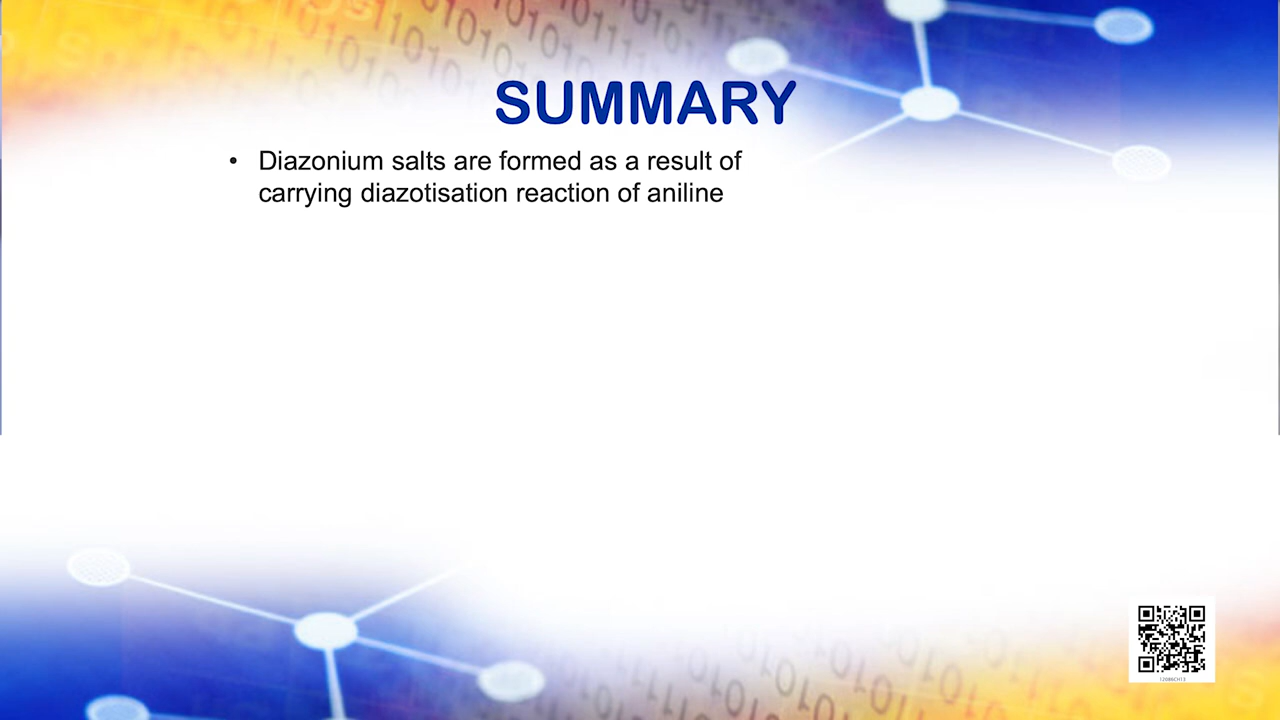 SUMMARY
• Diazonium salts are formed as a result of
carrying diazotisation reaction of aniline